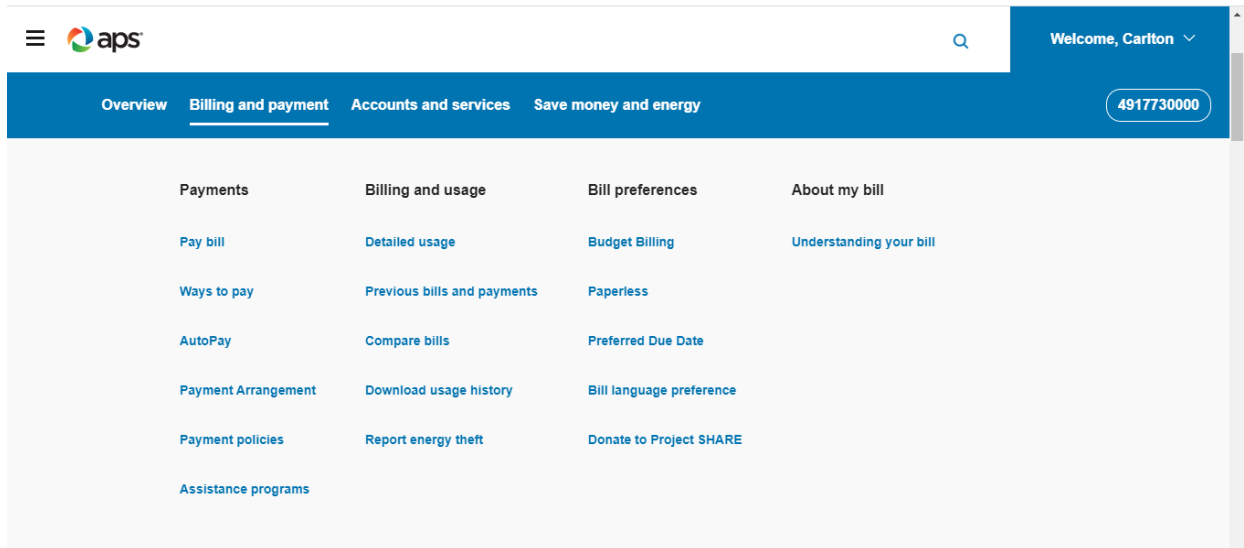 aps
Welcome, Carlton
Overview Billing and payment Accounts and services Save money and energy 4917730000
Payments Billing and usage Bill preferences About my bill
Pay bill Detailed usage Budget Billing Understanding your bill
Ways to pay Previous bills and payments Paperless
AutoPay Compare bills Preferred Due Date
Payment Arrangement Download usage history Bill language preference
Payment policies Report energy theft Donate to Project SHARE
Assistance programs